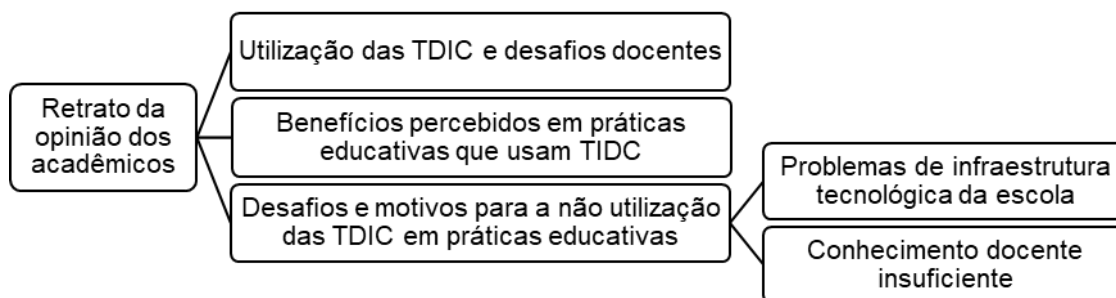 Retrato da
opinião dos
acadêmicos
Utilização das TDIC e desafios docentes
Benefícios percebidos em práticas
educativas que usam TIDC
Desafios e motivos para a não utilização
das TDIC em práticas educativas
Problemas de infraestrutura
tecnológica da escola
Conhecimento docente
insuficiente